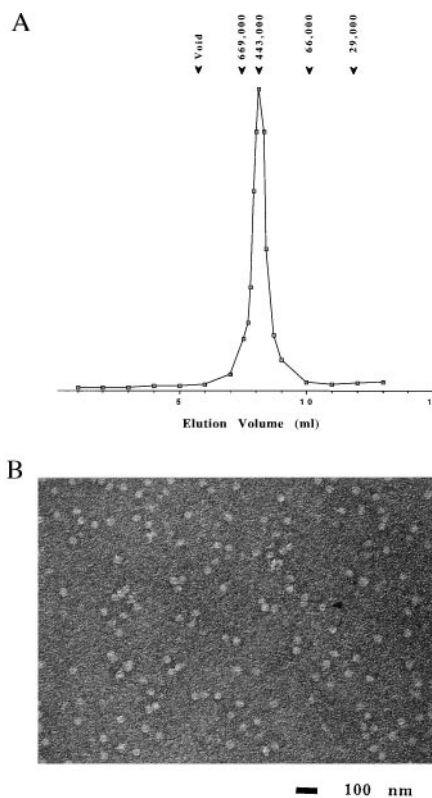 A
Void
669,000
443,000
66,000
29,000
5
10
1
Elution Volume (ml)
B
100 nm